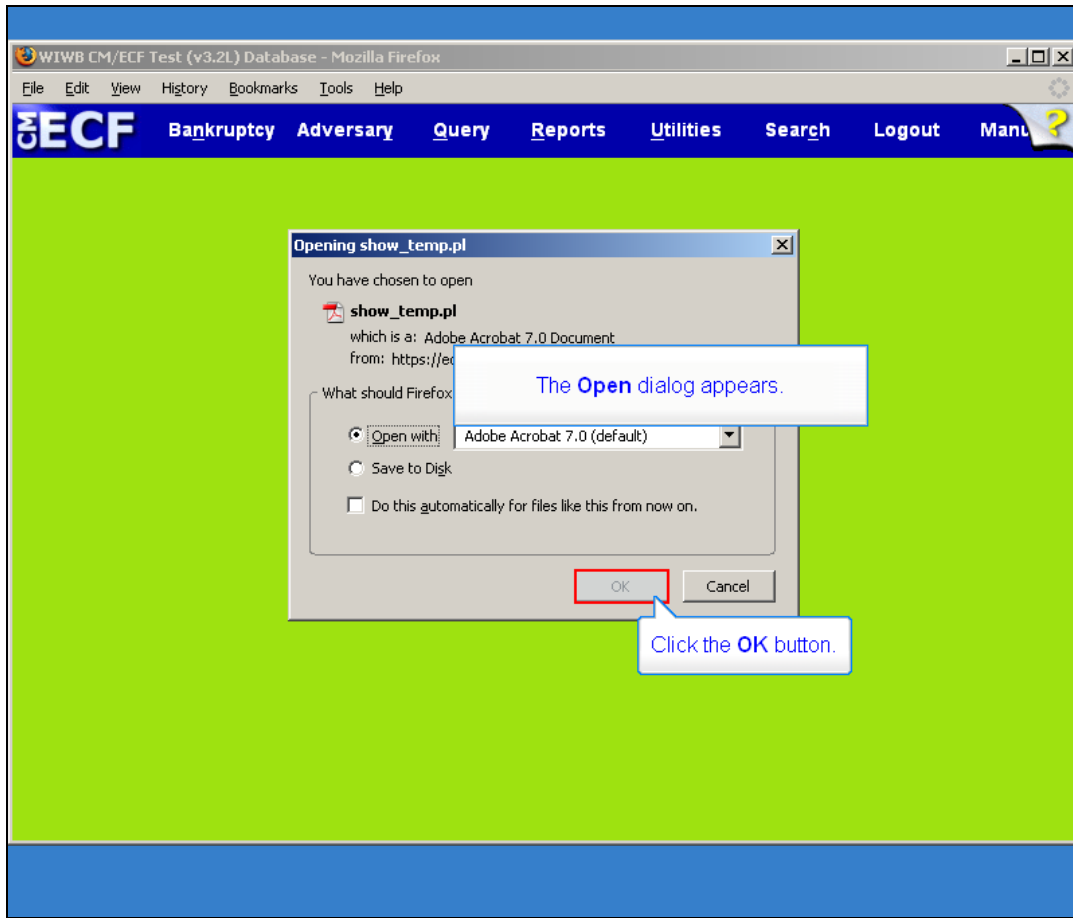 WIWB CM/ECF Test (v3.2L) Database - Mozilla Firefox
File Edit View History Bookmarks Tools Help
CM ECF Bankruptcy Adversary Query Reports Utilities Search Logout Manu ?
Opening show_temp.pl
You have chosen to open
show_temp.pl
which is a: Adobe Acrobat 7.0 Document
from: https://ec
The Open dialog appears.
What should Firefox
Open with Adobe Acrobat 7.0 (default)
Save to Disk
Do this automatically for files like this from now on.
OK Cancel
Click the OK button.